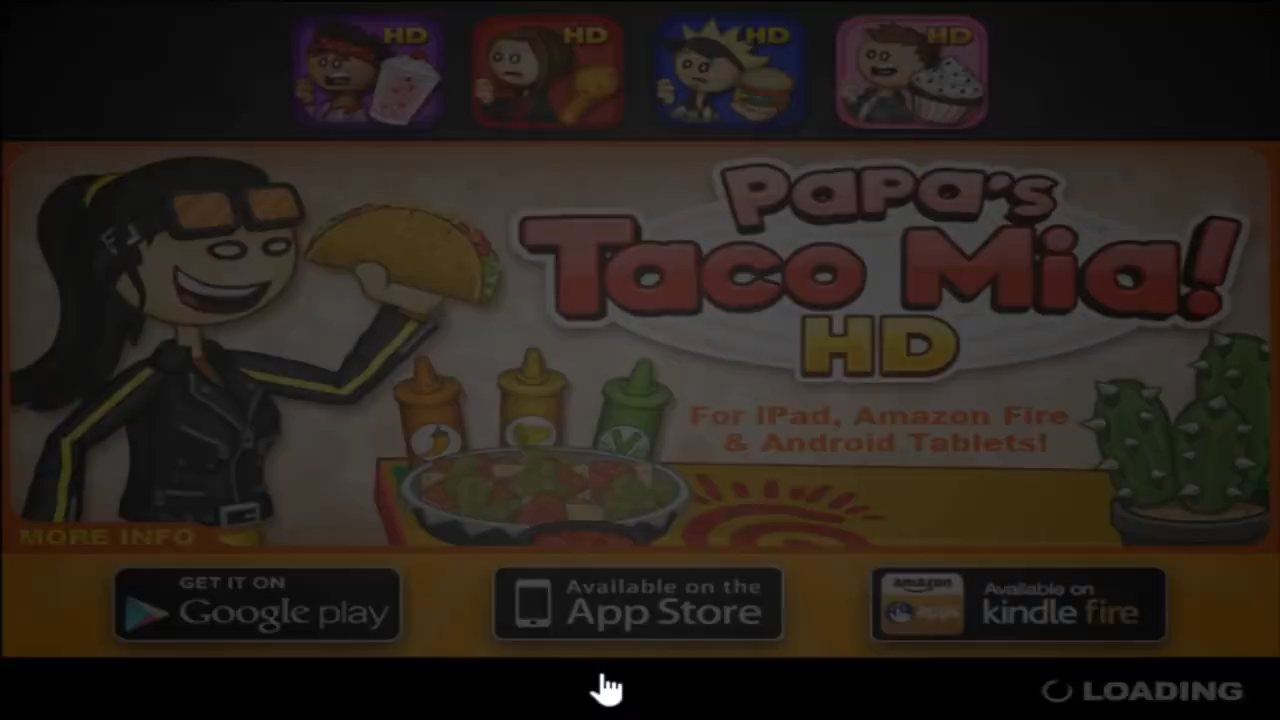 HD HD HD HD
Papa's
Taco Mia!
HD
For iPad, Amazon Fire
& Android Tablets!
MORE INFO
GET IT ON
Google play
Available on the
App Store
amazon
apps
Available on
kindle fire
LOADING